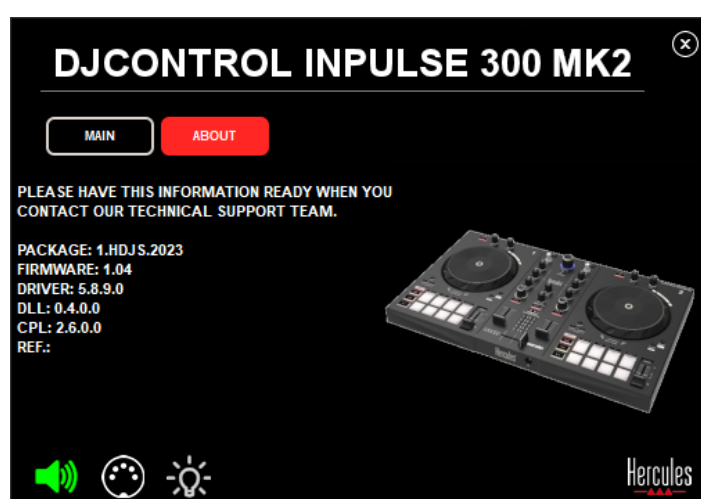 DJCONTROL INPULSE 300 MK2
MAIN
ABOUT
PLEASE HAVE THIS INFORMATION READY WHEN YOU
CONTACT OUR TECHNICAL SUPPORT TEAM.
PACKAGE: 1.HDJS.2023
FIRMWARE: 1.04
DRIVER: 5.8.9.0
DLL: 0.4.0.0
CPL: 2.6.0.0
REF.:
Hercules